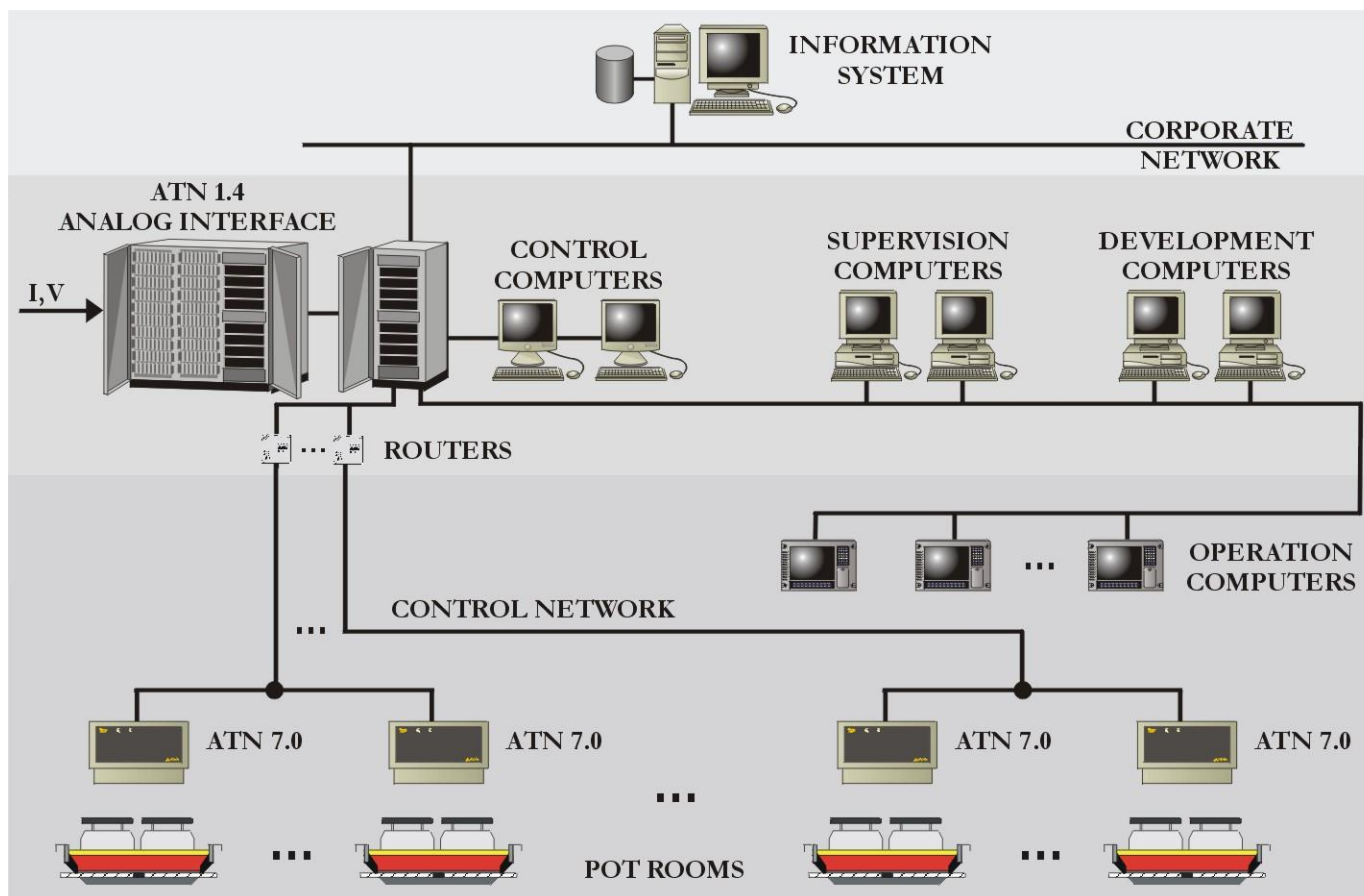 INFORMATION
SYSTEM
CORPORATE
NETWORK
ATN 1.4
ANALOG INTERFACE
I,V
CONTROL
COMPUTERS
SUPERVISION
COMPUTERS
DEVELOPMENT
COMPUTERS
... ROUTERS
... OPERATION
COMPUTERS
CONTROL NETWORK
...
ATN 7.0 ATN 7.0 ATN 7.0 ATN 7.0
...
... ...
POT ROOMS